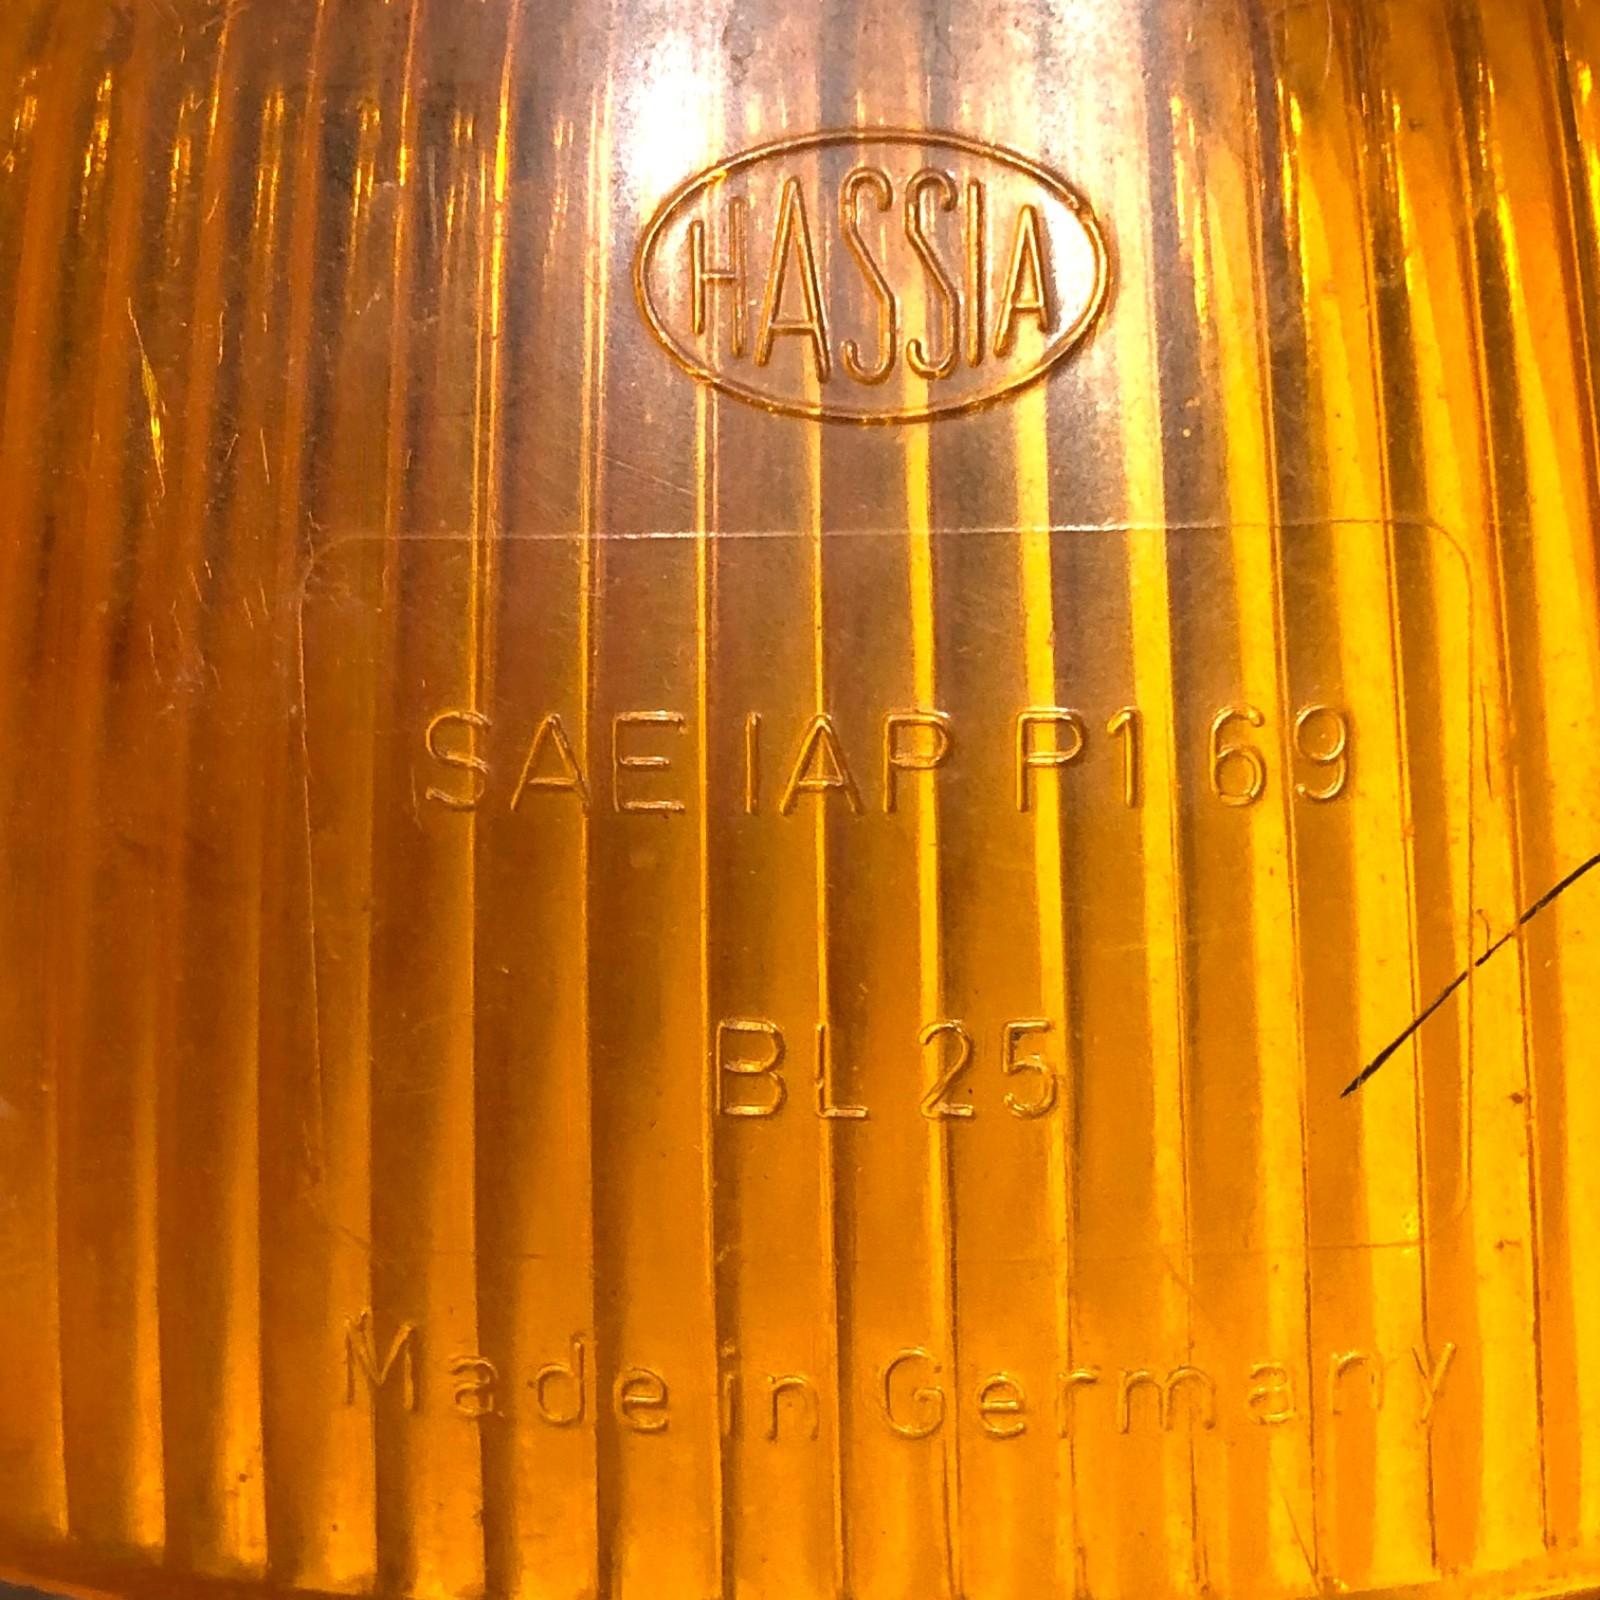 HASSIA
SAE IAP P1 69
BL 25
Made in Germany